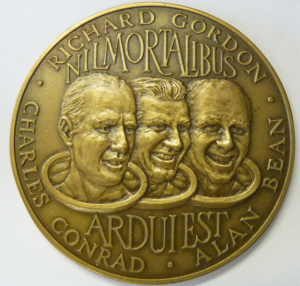 · RICHARD GORDON ·
NIL MORTALIBUS
ARDUI EST
CHARLES CONRAD · ALAN BEAN